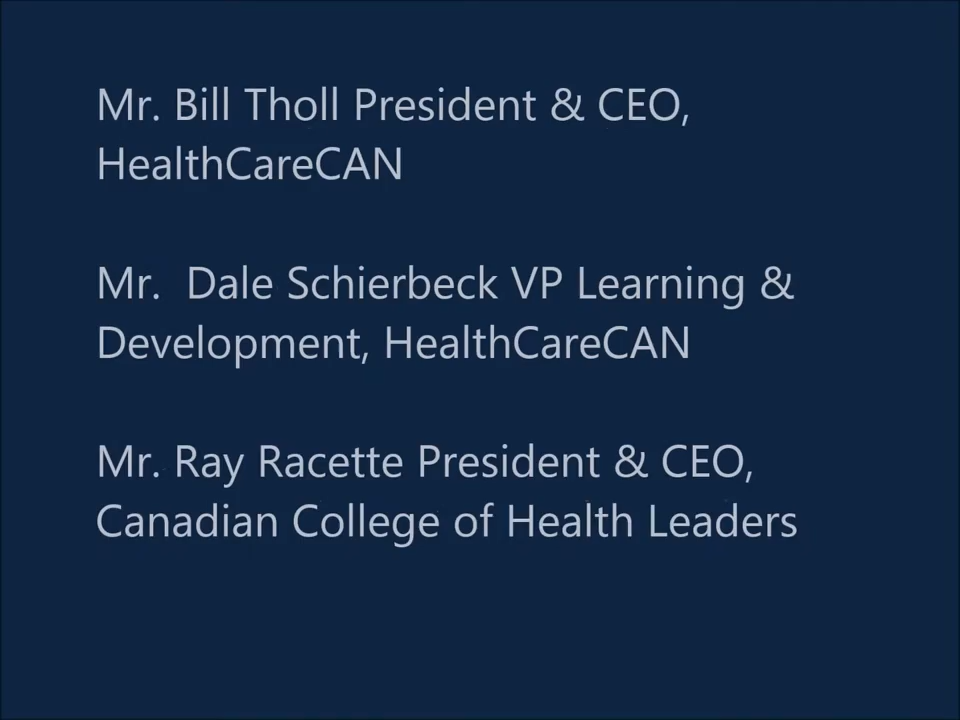 Mr. Bill Tholl President & CEO,
HealthCareCAN
Mr.  Dale Schierbeck VP Learning &
Development, HealthCareCAN
Mr. Ray Racette President & CEO,
Canadian College of Health Leaders